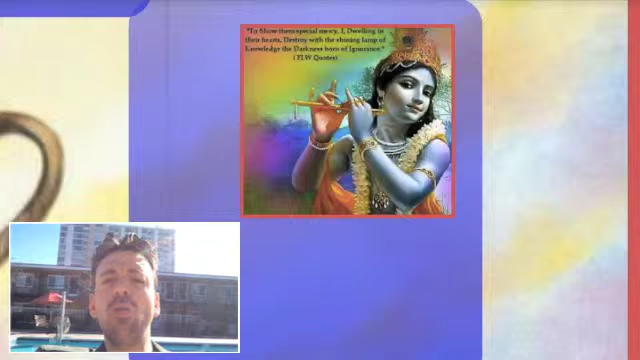 "To Show them special mercy, I, Dwelling in
their hearts, Destroy with the shining lamp of
Knowledge the Darkness born of Ignorance."
( FLW Quotes)